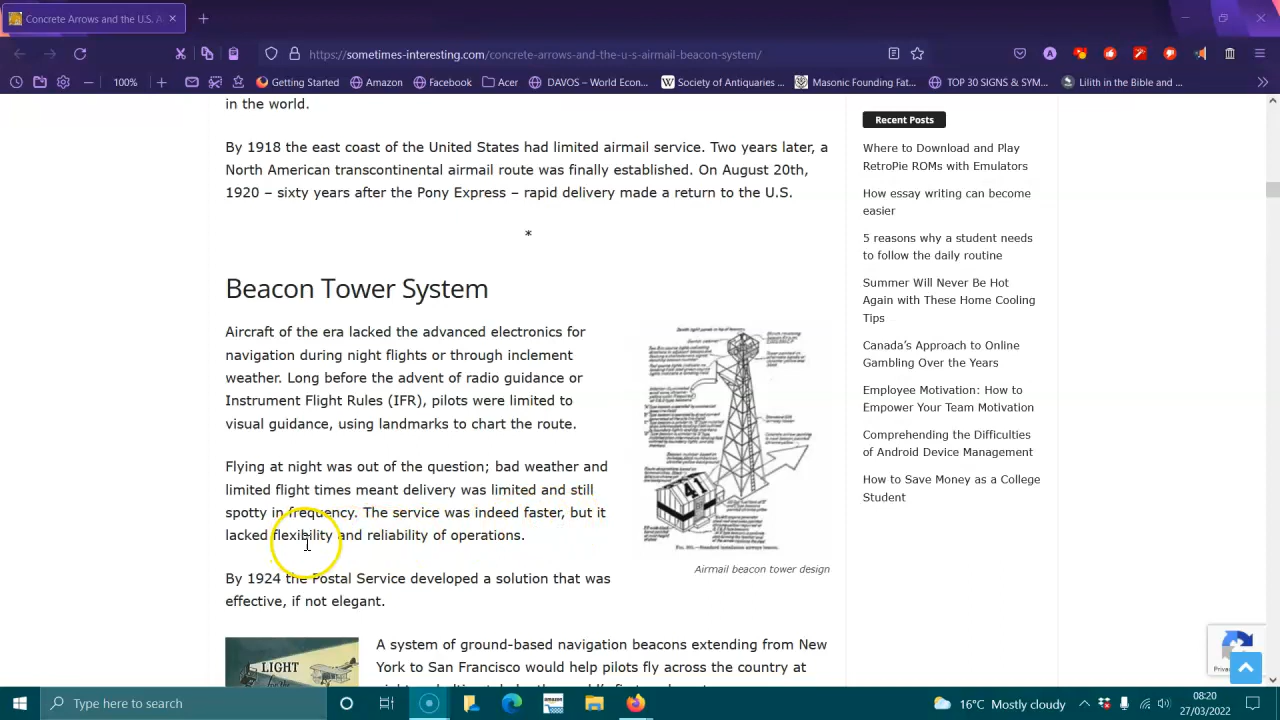 Concrete Arrows and the U.S. A
https://sometimes-interesting.com/concrete-arrows-and-the-u-s-airmail-beacon-system/
100%
Getting Started
Amazon
Facebook
Acer
DAVOS – World Econ...
Society of Antiquaries ...
Masonic Founding Fat...
TOP 30 SIGNS & SYM...
Lilith in the Bible and ...
in the world.
By 1918 the east coast of the United States had limited airmail service. Two years later, a
North American transcontinental airmail route was finally established. On August 20th,
1920 – sixty years after the Pony Express – rapid delivery made a return to the U.S.
*
Beacon Tower System
Aircraft of the era lacked the advanced electronics for
navigation during night flights or through inclement
weather. Long before the advent of radio guidance or
Instrument Flight Rules (IFR), pilots were limited to
visual guidance, using landmarks to chart the route.
Flying at night was out of the question; bad weather and
limited flight times meant delivery was limited and still
spotty in frequency. The service was indeed faster, but it
lacked flexibility and reliability of ground mails.
By 1924 the Postal Service developed a solution that was
effective, if not elegant.
41
Airmail beacon tower design
LIGHT
A system of ground-based navigation beacons extending from New
York to San Francisco would help pilots fly across the country at
Recent Posts
Where to Download and Play
RetroPie ROMs with Emulators
How essay writing can become
easier
5 reasons why a student needs
to follow the daily routine
Summer Will Never Be Hot
Again with These Home Cooling
Tips
Canada's Approach to Online
Gambling Over the Years
Employee Motivation: How to
Empower Your Team Motivation
Comprehending the Difficulties
of Android Device Management
How to Save Money as a College
Student
Type here to search
16°C Mostly cloudy
08:20
27/03/2022